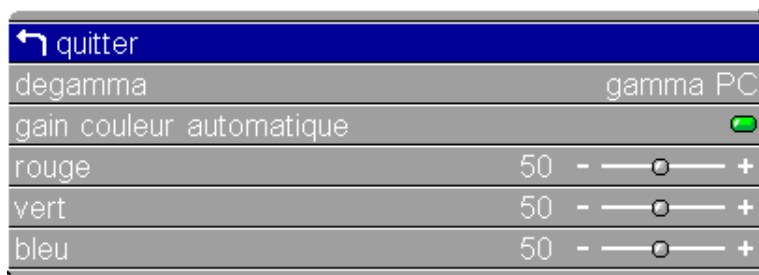 quitter
degamma gamma PC
gain couleur automatique
rouge 50 - +
vert 50 - +
bleu 50 - +